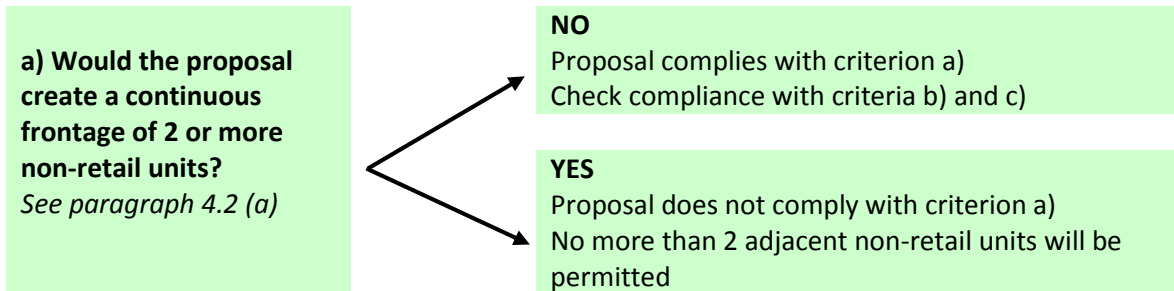 a) Would the proposal
create a continuous
frontage of 2 or more
non-retail units?
See paragraph 4.2 (a)
NO
Proposal complies with criterion a)
Check compliance with criteria b) and c)
YES
Proposal does not comply with criterion a)
No more than 2 adjacent non-retail units will be
permitted